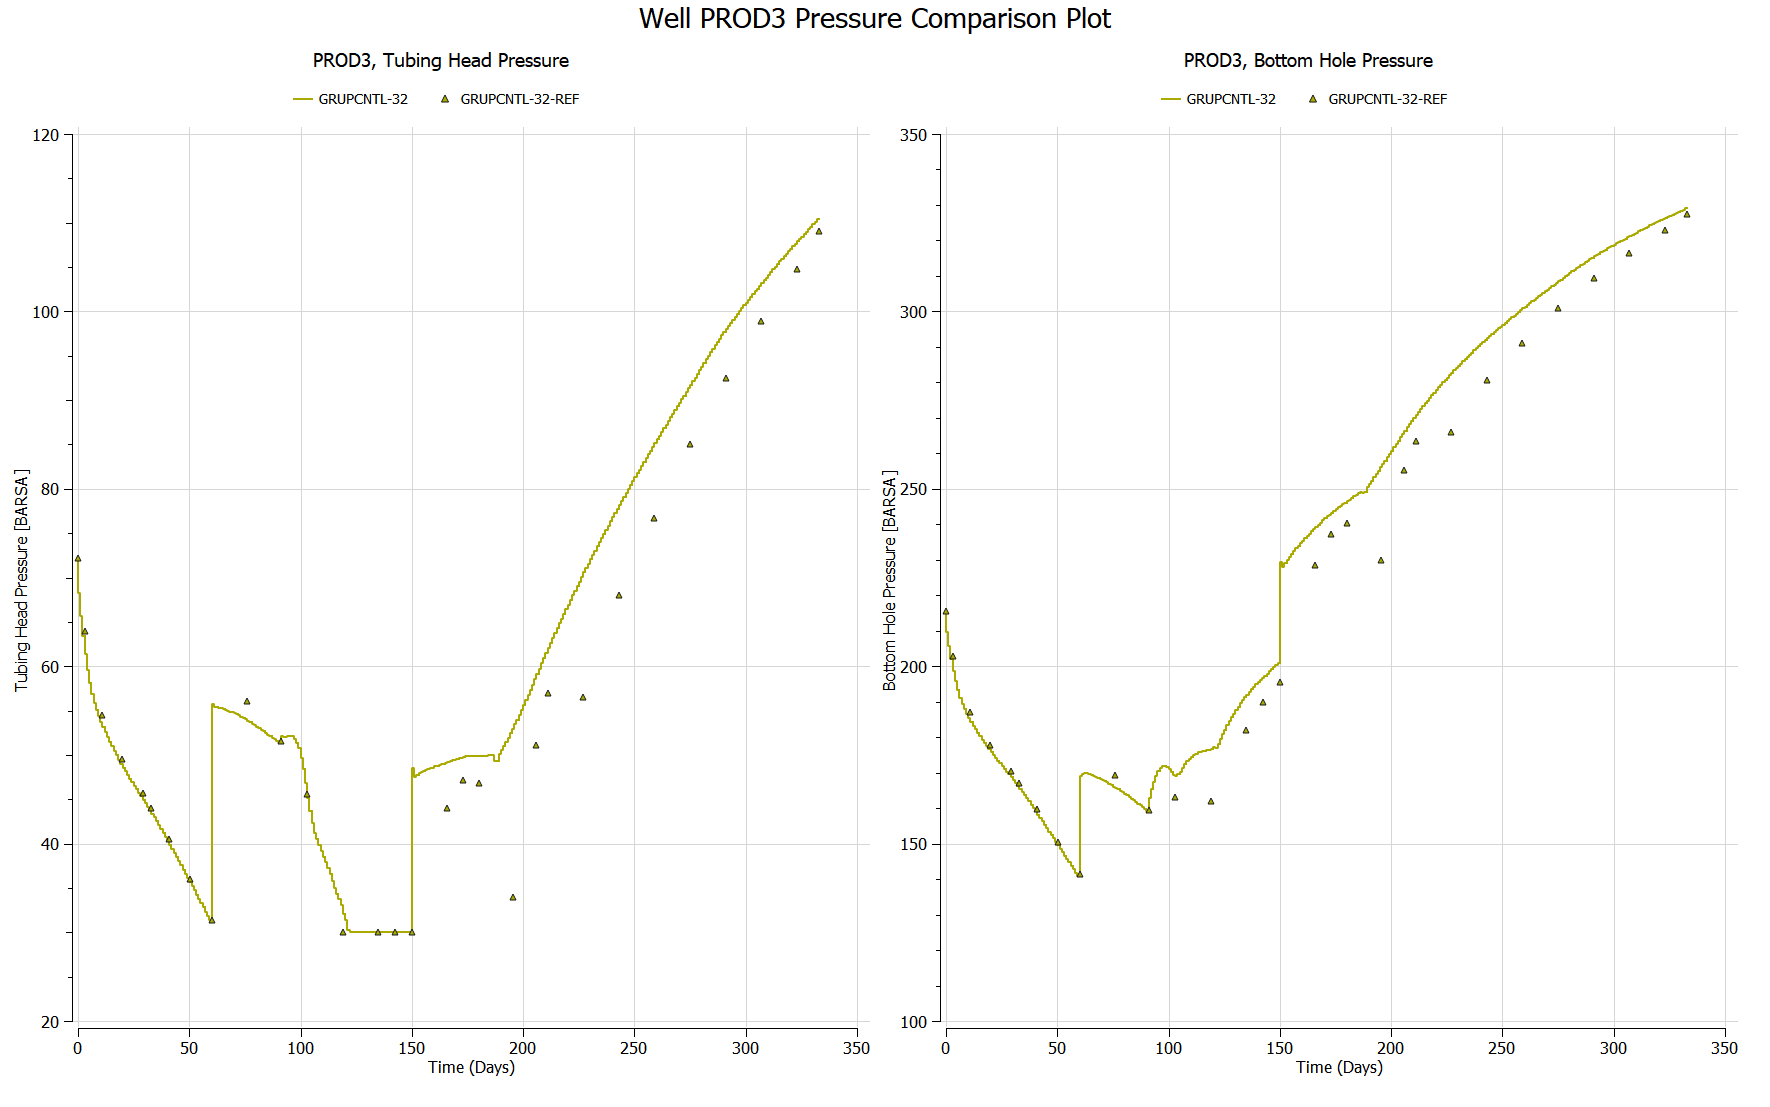 Well PROD3 Pressure Comparison Plot
PROD3, Tubing Head Pressure
GRUPCNTL-32 GRUPCNTL-32-REF
Tubing Head Pressure [BARSA]
120
100
80
60
40
20
0 50 100 150 200 250 300 350
Time (Days)
PROD3, Bottom Hole Pressure
GRUPCNTL-32 GRUPCNTL-32-REF
Bottom Hole Pressure [BARSA]
350
300
250
200
150
100
0 50 100 150 200 250 300 350
Time (Days)